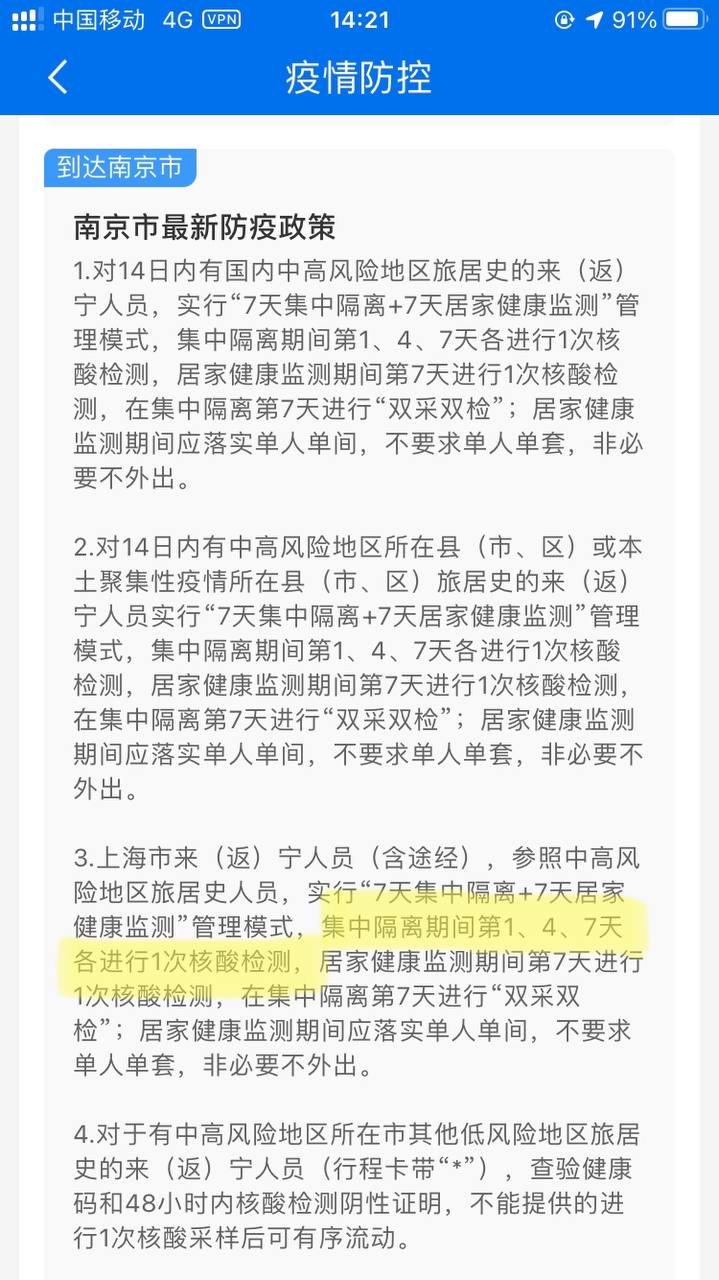 中国移动 4G VPN 14:21 91%
疫情防控
到达南京市
南京市最新防疫政策
1.对14日内有国内中高风险地区旅居史的来（返）
宁人员，实行“7天集中隔离+7天居家健康监测”管
理模式，集中隔离期间第1、4、7天各进行1次核
酸检测，居家健康监测期间第7天进行1次核酸检
测，在集中隔离第7天进行“双采双检”；居家健康
监测期间应落实单人单间，不要求单人单套，非必
要不外出。
2.对14日内有中高风险地区所在县（市、区）或本
土聚集性疫情所在县（市、区）旅居史的来（返）
宁人员实行“7天集中隔离+7天居家健康监测”管理
模式，集中隔离期间第1、4、7天各进行1次核酸
检测，居家健康监测期间第7天进行1次核酸检测，
在集中隔离第7天进行“双采双检”；居家健康监测
期间应落实单人单间，不要求单人单套，非必要不
外出。
3.上海市来（返）宁人员（含途经），参照中高风
险地区旅居史人员，实行“7天集中隔离+7天居家
健康监测”管理模式，集中隔离期间第1、4、7天
各进行1次核酸检测，居家健康监测期间第7天进行
1次核酸检测，在集中隔离第7天进行“双采双
检”；居家健康监测期间应落实单人单间，不要求
单人单套，非必要不外出。
4.对于有中高风险地区所在市其他低风险地区旅居
史的来（返）宁人员（行程卡带“*”），查验健康
码和48小时内核酸检测阴性证明，不能提供的进
行1次核酸采样后可有序流动。